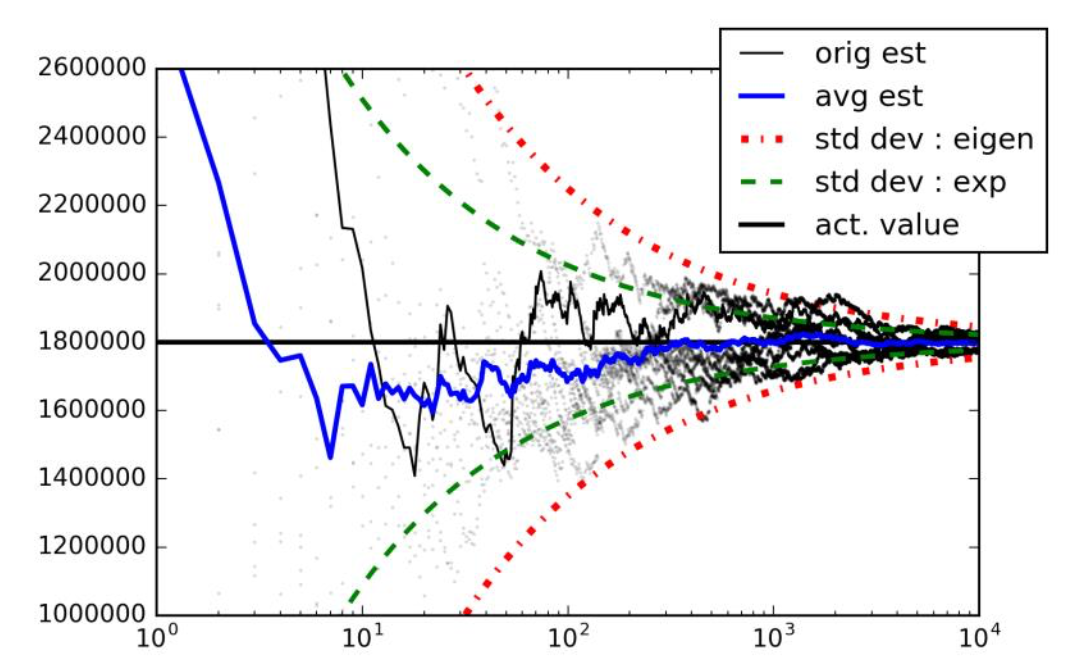 orig est
avg est
std dev : eigen
std dev : exp
act. value
2600000
2400000
2200000
2000000
1800000
1600000
1400000
1200000
1000000
10⁰ 10¹ 10² 10³ 10⁴